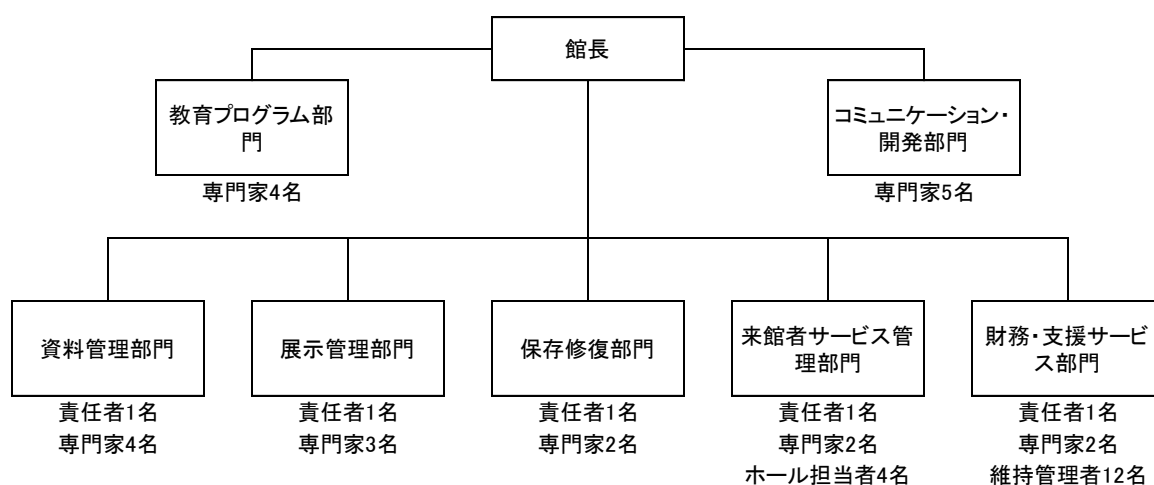 館長
教育プログラム部
門
専門家4名
コミュニケーション・
開発部門
専門家5名
資料管理部門
責任者1名
専門家4名
展示管理部門
責任者1名
専門家3名
保存修復部門
責任者1名
専門家2名
来館者サービス管
理部門
責任者1名
専門家2名
ホール担当者4名
財務・支援サービ
ス部門
責任者1名
専門家2名
維持管理者12名